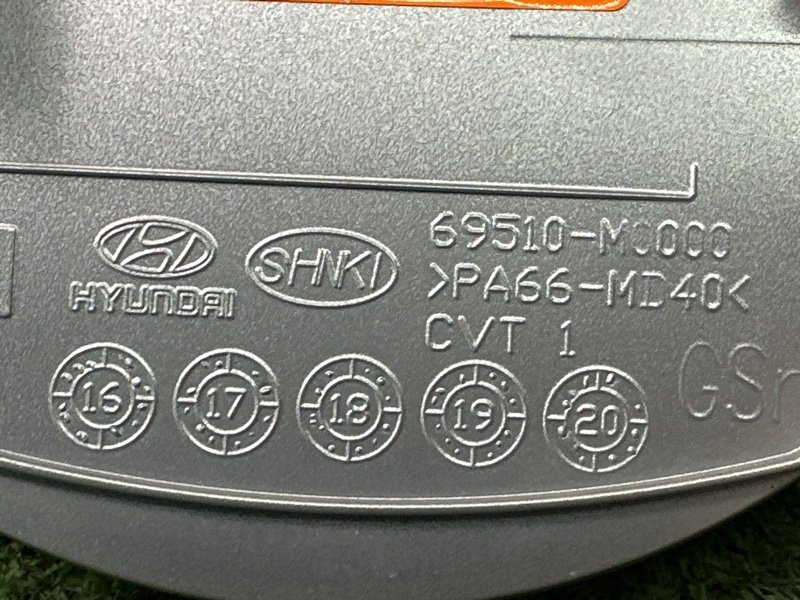 HYUNDAI
SHNKI
69510-M0000
>PA66-MD40<
CVT 1
16 17 18 19 20